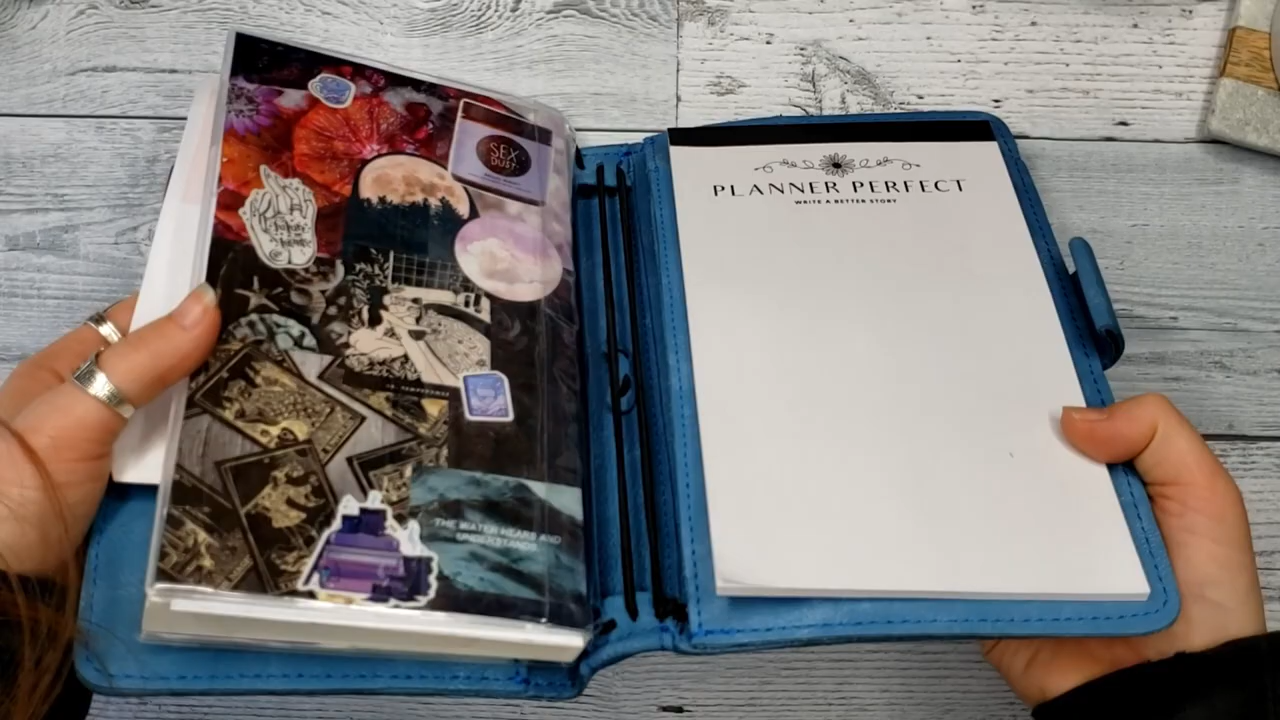 SEX
DUST
THE WATER HEARS AND
UNDERSTANDS
PLANNER PERFECT
WRITE A BETTER STORY